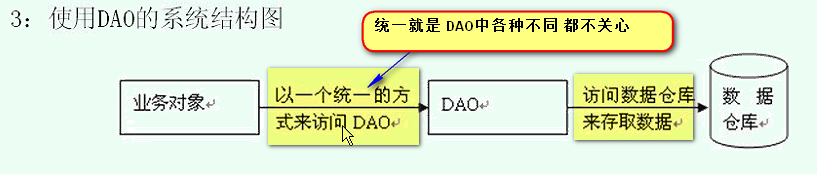 3：使用DAO的系统结构图
统一就是 DAO中各种不同 都不关心
业务对象
以一个统一的方
式来访问 DAO
DAO
访问数据仓库
来存取数据
数 据
仓库